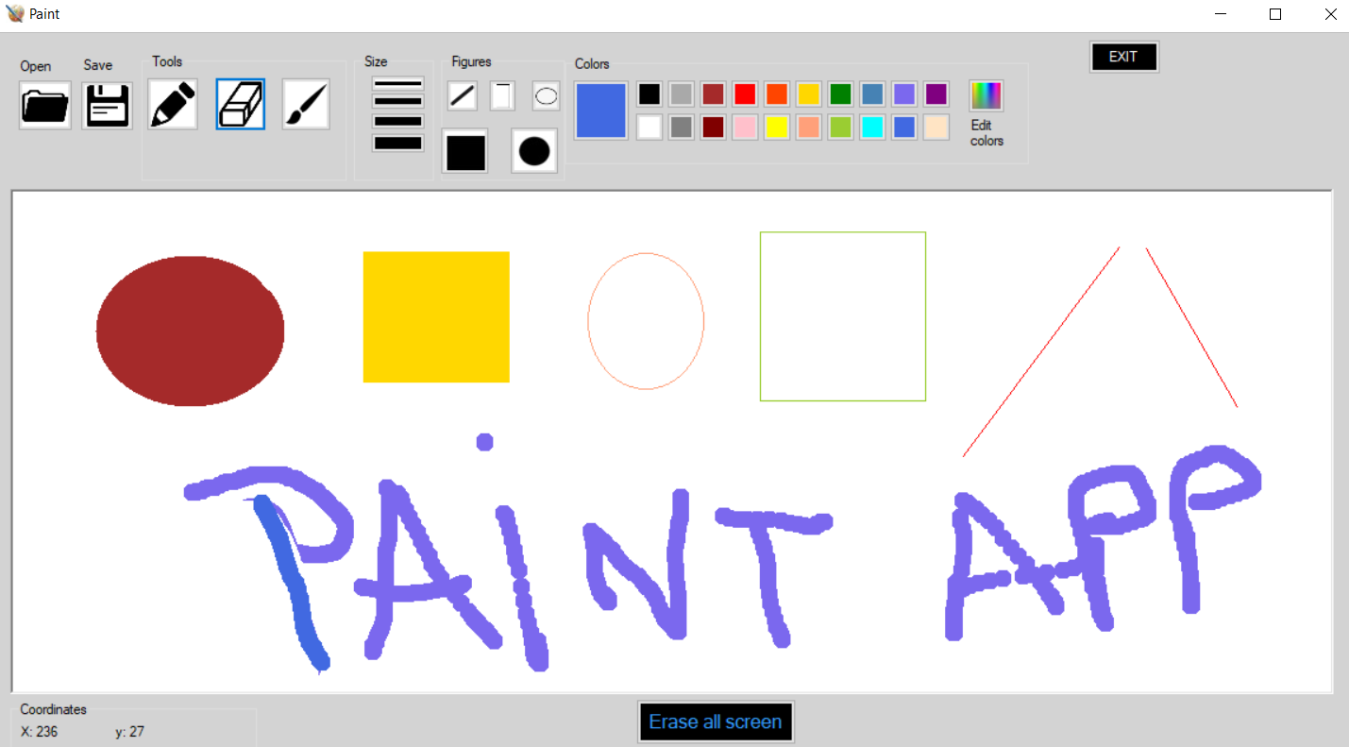 Paint
Open Save Tools Size Figures Colors EXIT
Edit
colors
PAiNT APP
Coordinates
X: 236 y: 27
Erase all screen